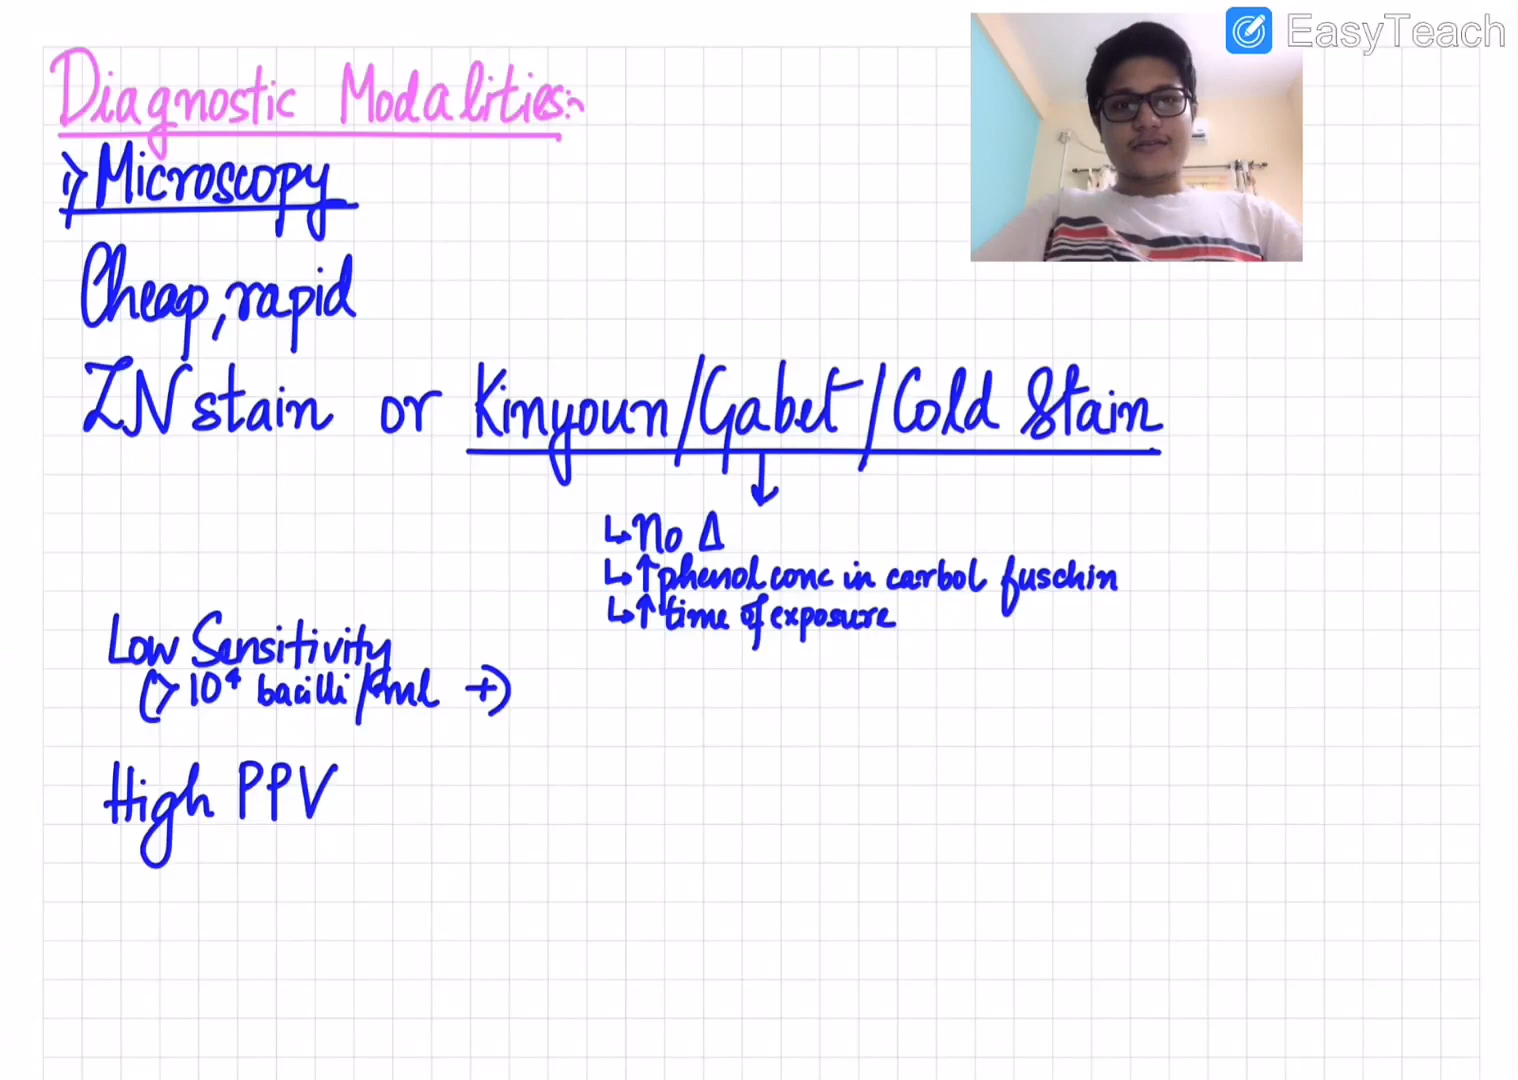 EasyTeach
Diagnostic Modalities:-
1) Microscopy
Cheap, rapid
ZN stain or Kinyoun/Gabet/Cold Stain
↓
↳ No Δ
↳ ↑ phenol conc in carbol fuschin
↳ ↑ time of exposure
Low Sensitivity
(> 10⁴ bacilli/ml +)
High PPV